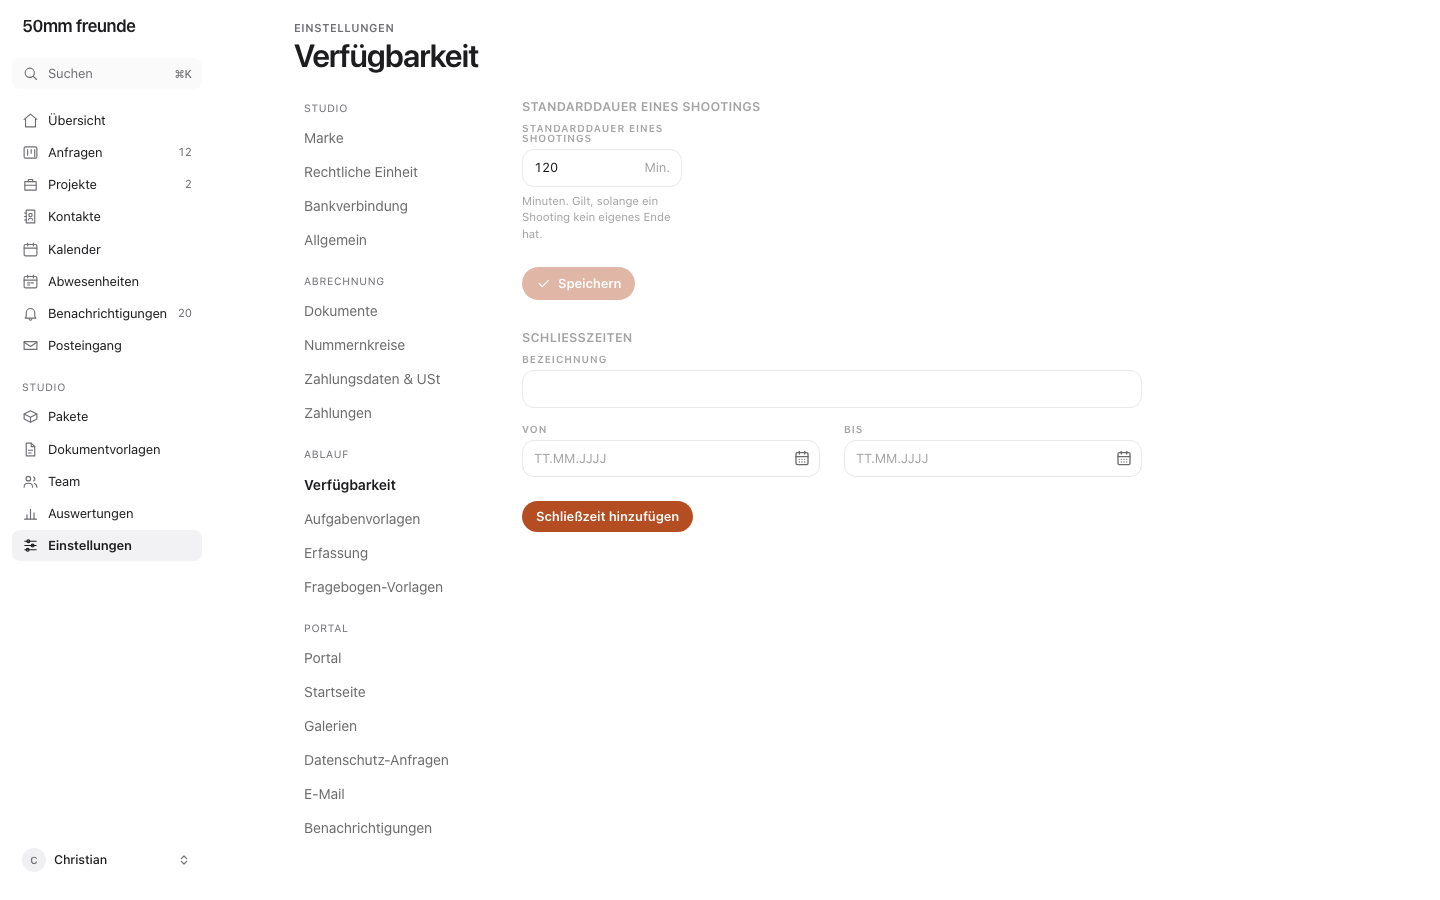 50mm freunde
Suchen ⌘K
Übersicht
Anfragen 12
Projekte 2
Kontakte
Kalender
Abwesenheiten
Benachrichtigungen 20
Posteingang
STUDIO
Pakete
Dokumentvorlagen
Team
Auswertungen
Einstellungen
C Christian
EINSTELLUNGEN
Verfügbarkeit
STUDIO
Marke
Rechtliche Einheit
Bankverbindung
Allgemein
ABRECHNUNG
Dokumente
Nummernkreise
Zahlungsdaten & USt
Zahlungen
ABLAUF
Verfügbarkeit
Aufgabenvorlagen
Erfassung
Fragebogen-Vorlagen
PORTAL
Portal
Startseite
Galerien
Datenschutz-Anfragen
E-Mail
Benachrichtigungen
STANDARDDAUER EINES SHOOTINGS
STANDARDDAUER EINES
SHOOTINGS
120 Min.
Minuten. Gilt, solange ein
Shooting kein eigenes Ende
hat.
Speichern
SCHLIESSZEITEN
BEZEICHNUNG
VON BIS
TT.MM.JJJJ TT.MM.JJJJ
Schließzeit hinzufügen